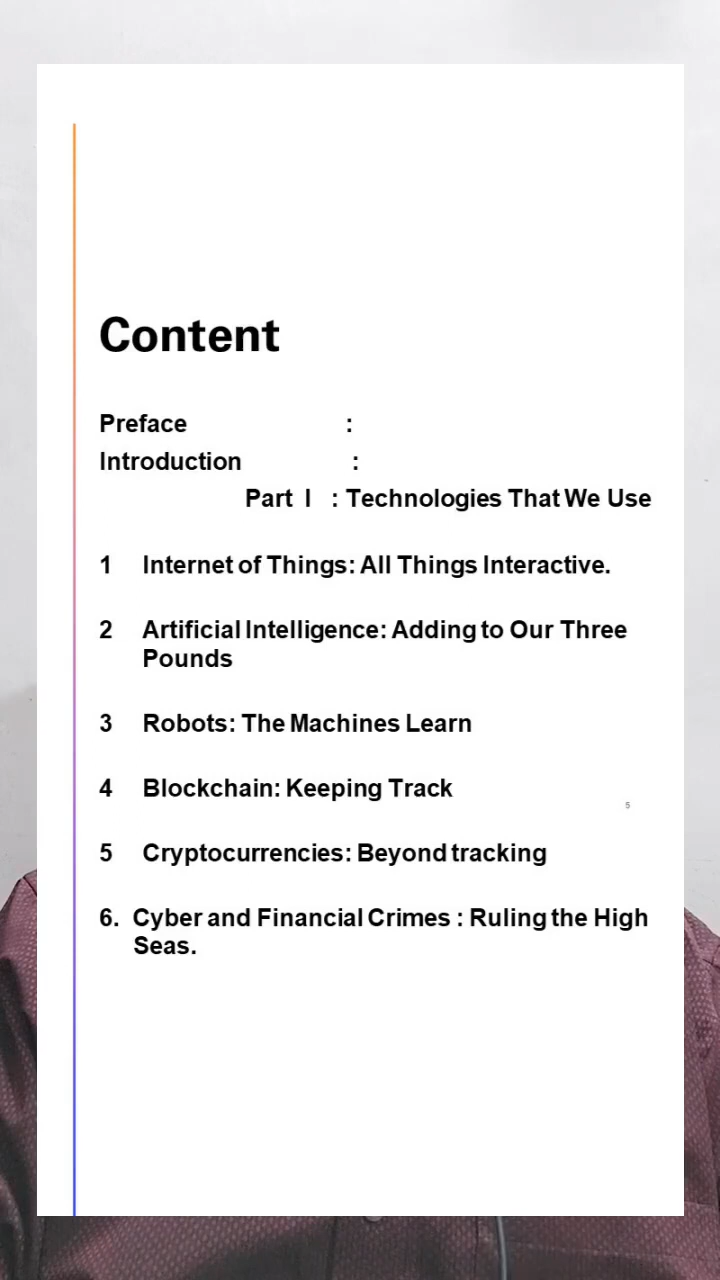 Content
Preface :
Introduction :
Part I : Technologies That We Use
1 Internet of Things: All Things Interactive.
2 Artificial Intelligence: Adding to Our Three
Pounds
3 Robots: The Machines Learn
4 Blockchain: Keeping Track
5
5 Cryptocurrencies: Beyond tracking
6. Cyber and Financial Crimes : Ruling the High
Seas.